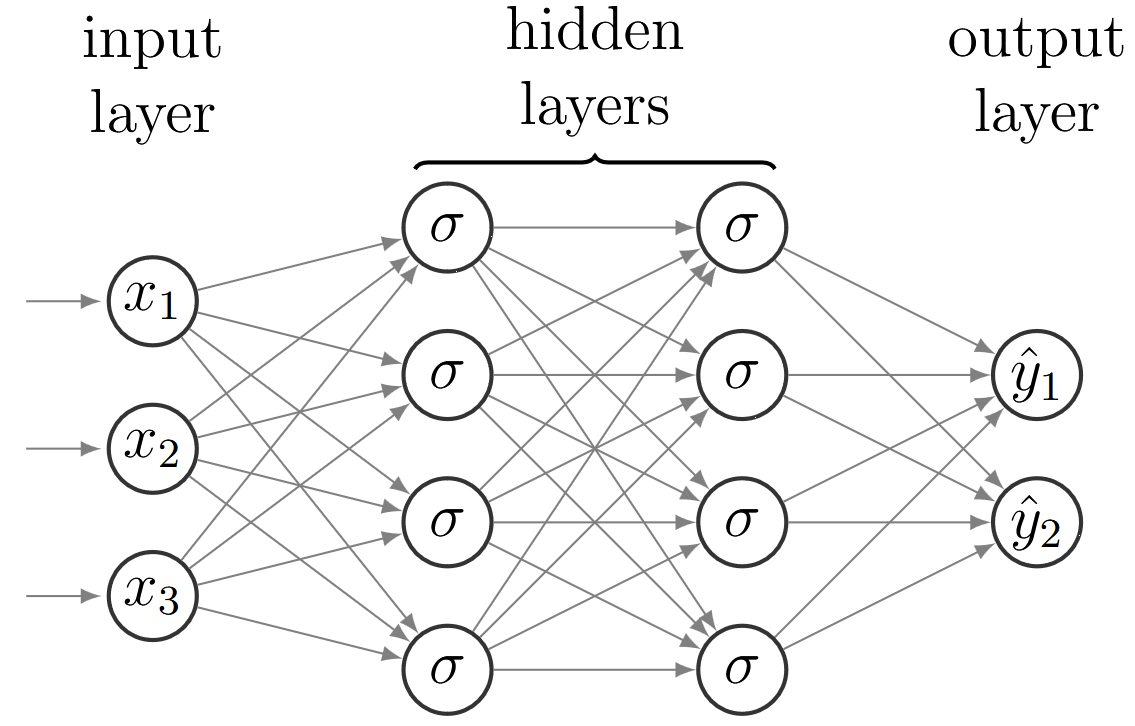 input
layer
hidden
layers
output
layer
σ
σ
x₁
σ
σ
ŷ₁
x₂
σ
σ
ŷ₂
x₃
σ
σ